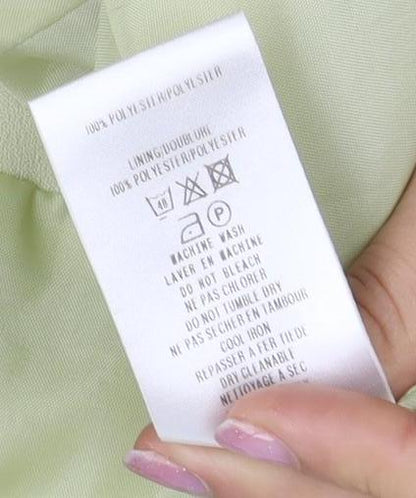 100% POLYESTER/POLYESTER
LINING/DOUBLURE
100% POLYESTER/POLYESTER
40
P
MACHINE WASH
LAVER EN MACHINE
DO NOT BLEACH
NE PAS CHLORER
DO NOT TUMBLE DRY
NE PAS SECHER EN TAMBOUR
COOL IRON
REPASSER A FER TIEDE
DRY CLEANABLE
NETTOYAGE A SEC